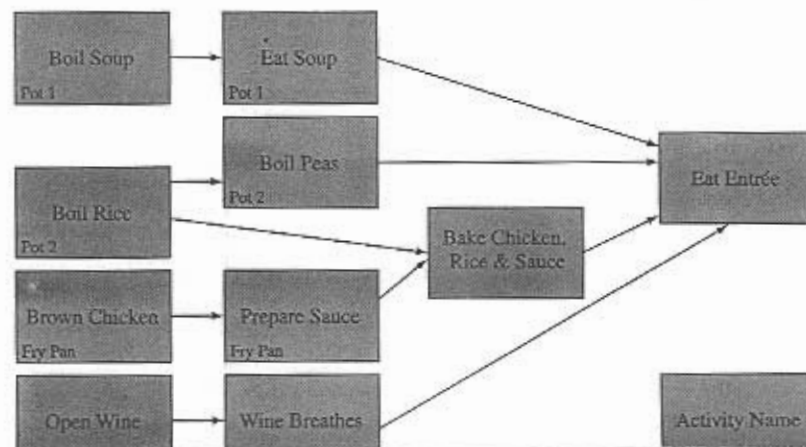 Boil Soup
Pot 1
Eat Soup
Pot 1
Boil Peas
Pot 2
Boil Rice
Pot 2
Eat Entrée
Bake Chicken,
Rice & Sauce
Brown Chicken
Fry Pan
Prepare Sauce
Fry Pan
Open Wine
Wine Breathes
Activity Name